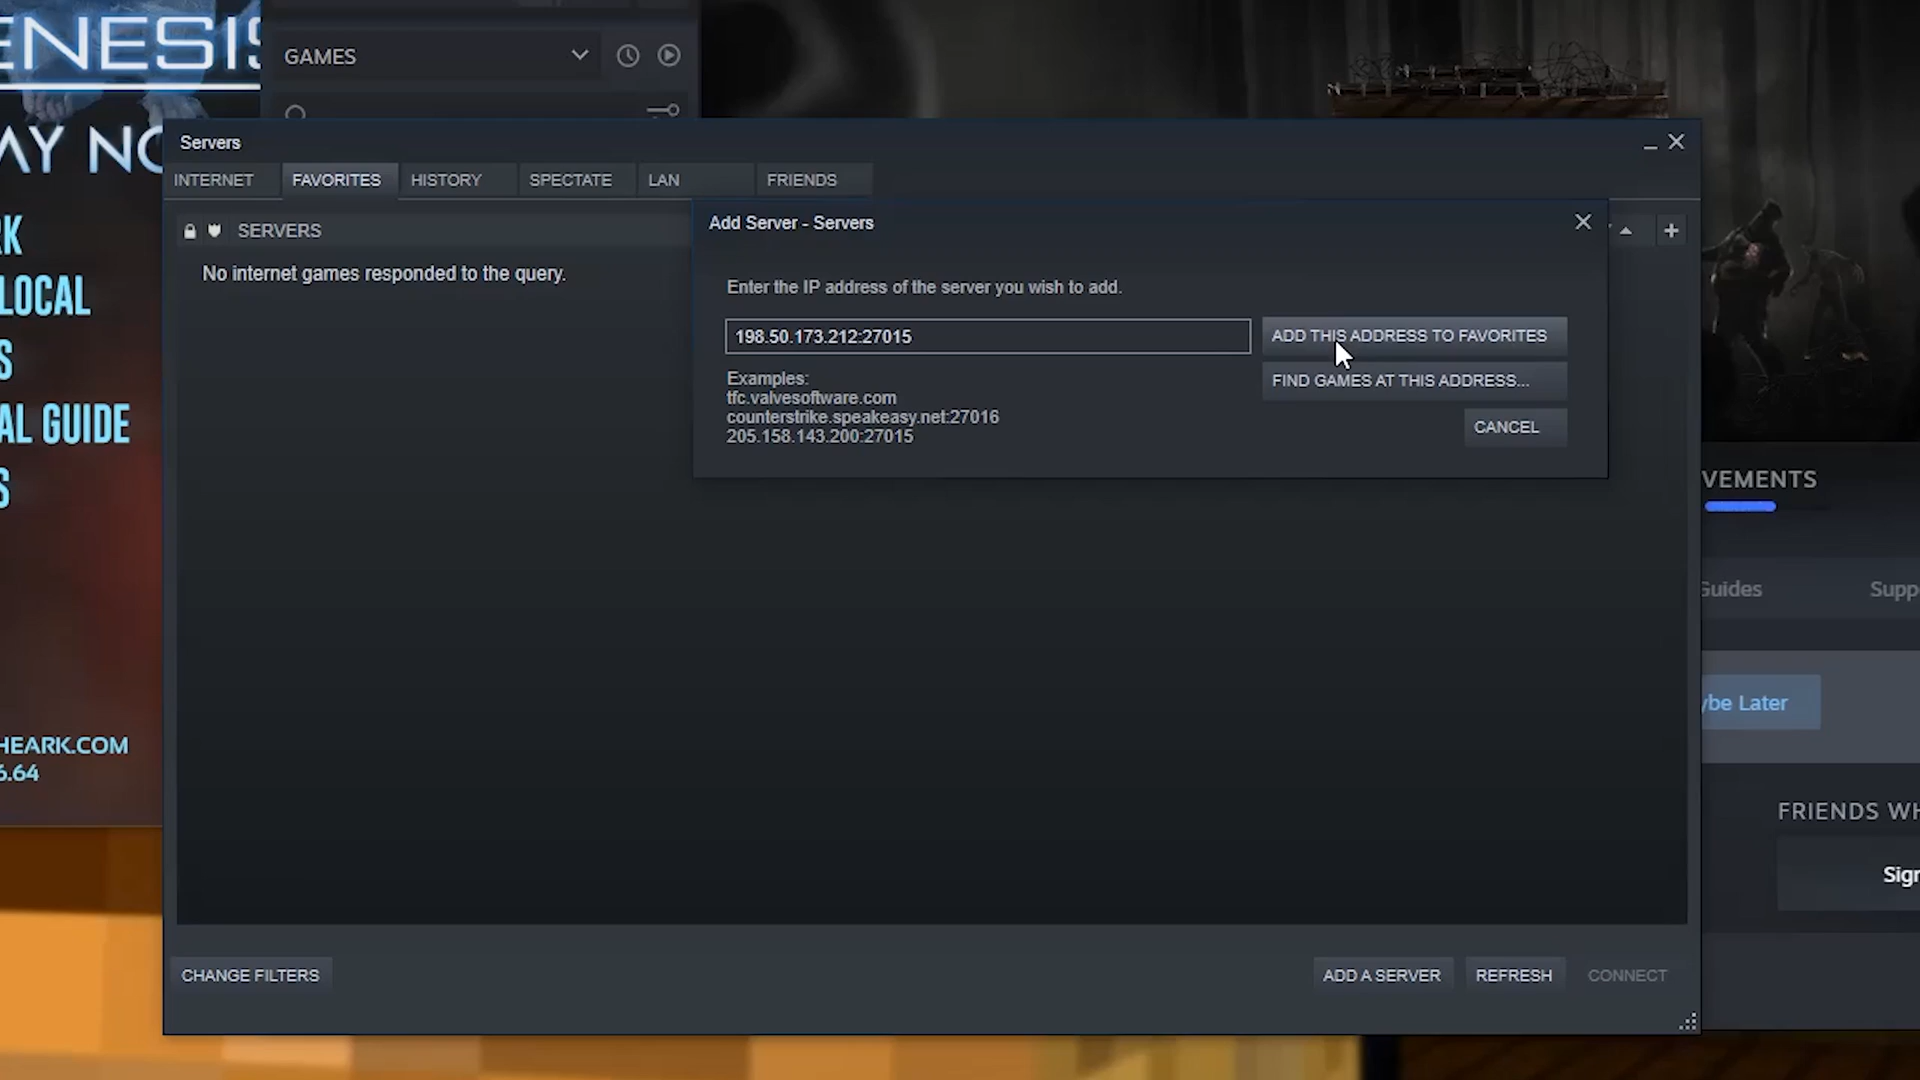 ENESIS
GAMES
AY NO
Servers
INTERNET FAVORITES HISTORY SPECTATE LAN FRIENDS
SERVERS
Add Server - Servers
No internet games responded to the query.
Enter the IP address of the server you wish to add.
198.50.173.212:27015
ADD THIS ADDRESS TO FAVORITES
Examples:
tfc.valvesoftware.com
counterstrike.speakeasy.net:27016
205.158.143.200:27015
FIND GAMES AT THIS ADDRESS...
CANCEL
RK
LOCAL
S
AL GUIDE
S
HEARK.COM
6.64
VEMENTS
Guides Supp
ybe Later
FRIENDS WH
Sign
CHANGE FILTERS ADD A SERVER REFRESH CONNECT